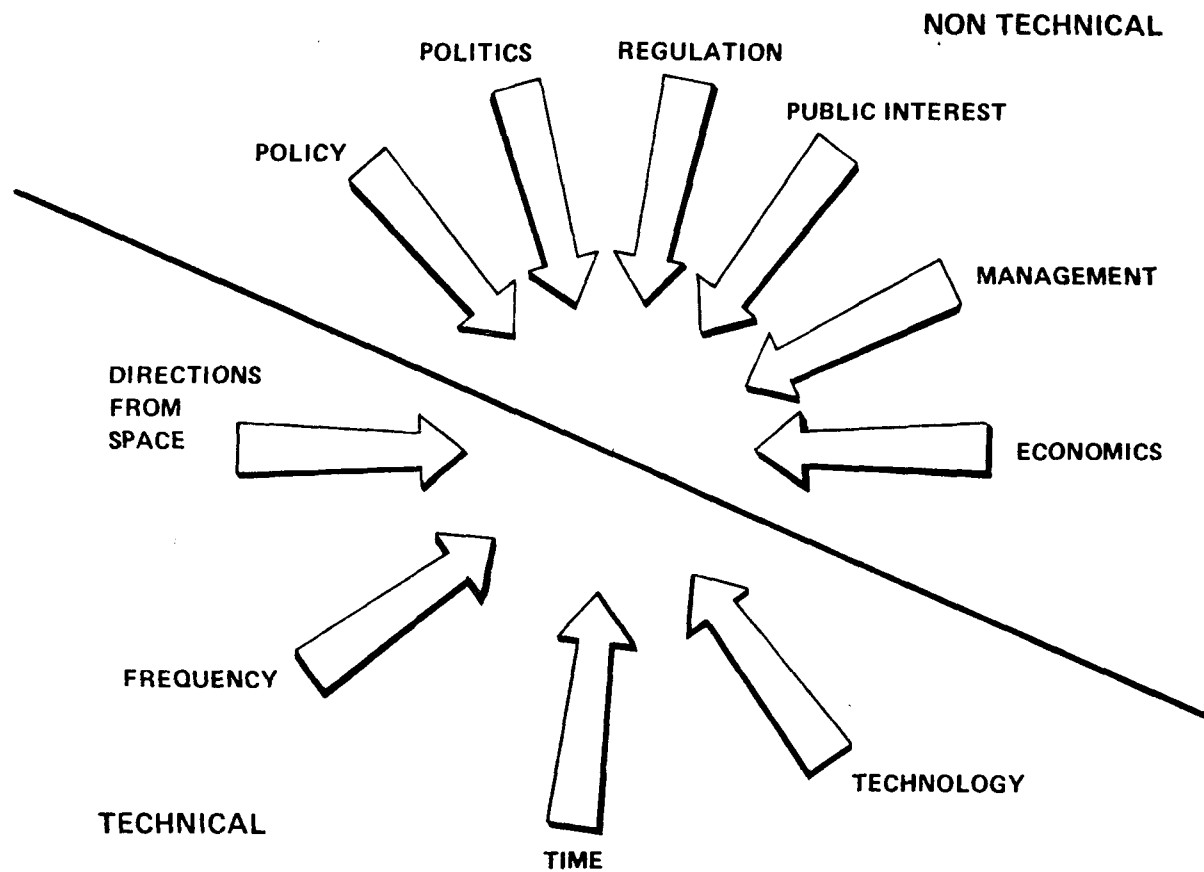 NON TECHNICAL
POLITICS
REGULATION
PUBLIC INTEREST
POLICY
MANAGEMENT
DIRECTIONS
FROM
SPACE
ECONOMICS
FREQUENCY
TECHNOLOGY
TECHNICAL
TIME